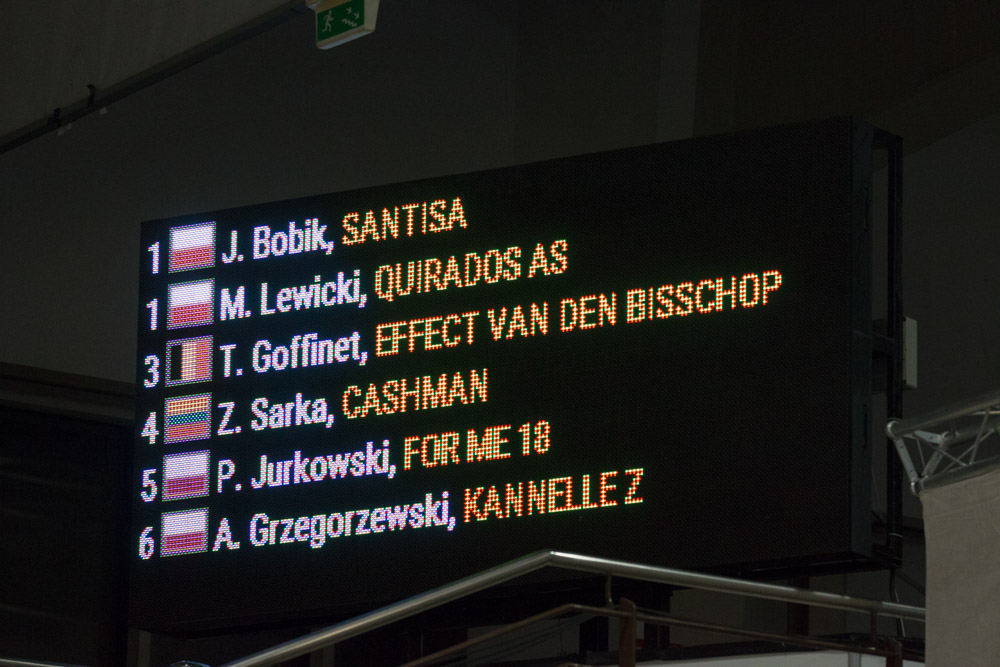 1 J. Bobik, SANTISA
1 M. Lewicki, QUIRADOS AS
3 T. Goffinet, EFFECT VAN DEN BISSCHOP
4 Z. Sarka, CASHMAN
5 P. Jurkowski, FOR ME 18
6 A. Grzegorzewski, KANNELLE Z